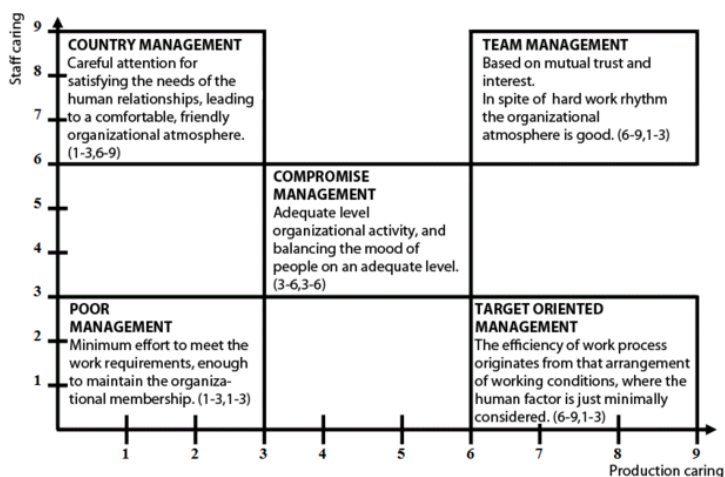 Staff caring
9
8
7
6
5
4
3
2
1
COUNTRY MANAGEMENT
Careful attention for
satisfying the needs of the
human relationships, leading
to a comfortable, friendly
organizational atmosphere.
(1-3,6-9)
TEAM MANAGEMENT
Based on mutual trust and
interest.
In spite of hard work rhythm
the organizational
atmosphere is good. (6-9,1-3)
COMPROMISE
MANAGEMENT
Adequate level
organizational activity, and
balancing the mood of
people on an adequate level.
(3-6,3-6)
POOR
MANAGEMENT
Minimum effort to meet the
work requirements, enough
to maintain the organiza-
tional membership. (1-3,1-3)
TARGET ORIENTED
MANAGEMENT
The efficiency of work process
originates from that arrangement
of working conditions, where the
human factor is just minimally
considered. (6-9,1-3)
1 2 3 4 5 6 7 8 9
Production caring